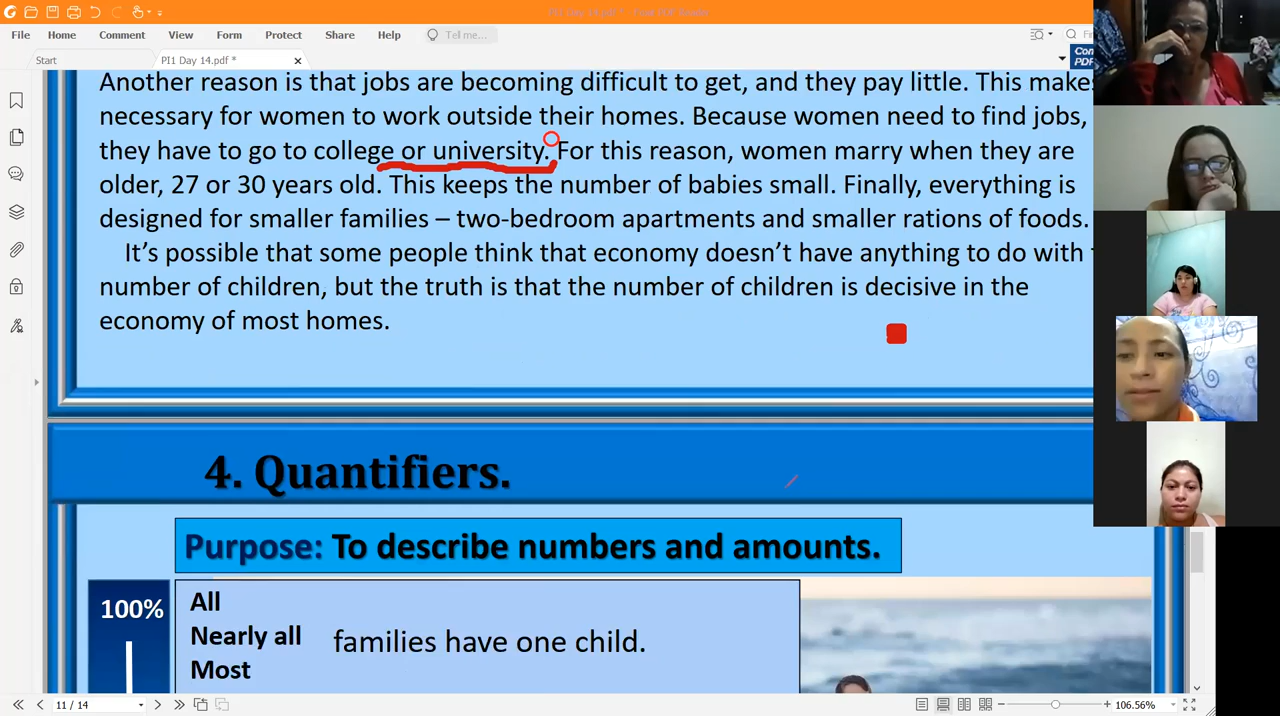 File Home Comment View Form Protect Share Help Tell me...
Start PI1 Day 14.pdf *
Another reason is that jobs are becoming difficult to get, and they pay little. This makes
necessary for women to work outside their homes. Because women need to find jobs,
they have to go to college or university. For this reason, women marry when they are
older, 27 or 30 years old. This keeps the number of babies small. Finally, everything is
designed for smaller families – two-bedroom apartments and smaller rations of foods.
It's possible that some people think that economy doesn't have anything to do with
number of children, but the truth is that the number of children is decisive in the
economy of most homes.
4. Quantifiers.
Purpose: To describe numbers and amounts.
100%
All
Nearly all
Most
families have one child.
11 / 14 106.56%